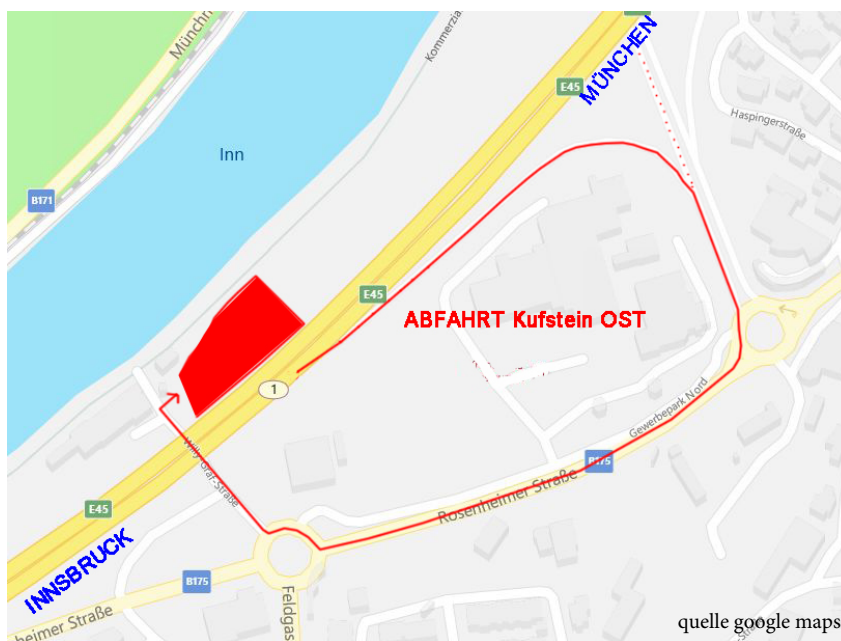 Münchn
Kommerzia
MÜNCHEN
E45
Haspingerstraße
Inn
B171
E45
ABFAHRT Kufstein OST
1
Gewerbepark Nord
B175
Willy Graf-Straße
Rosenheimer Straße
E45
INNSBRUCK
B175
heimer Straße
Feldgas
quelle google maps